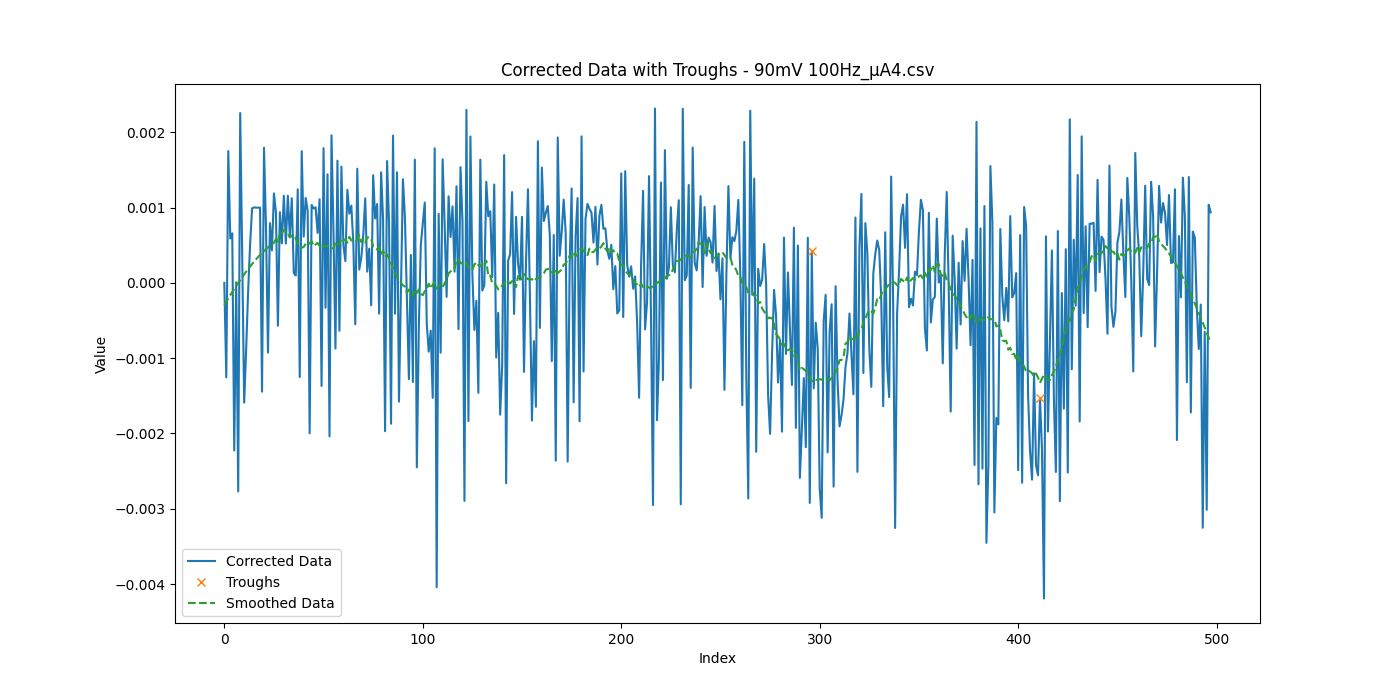 Corrected Data with Troughs - 90mV 100Hz_µA4.csv
0.002
0.001
0.000
−0.001
−0.002
−0.003
−0.004
Value
Corrected Data
Troughs
Smoothed Data
0 100 200 300 400 500
Index